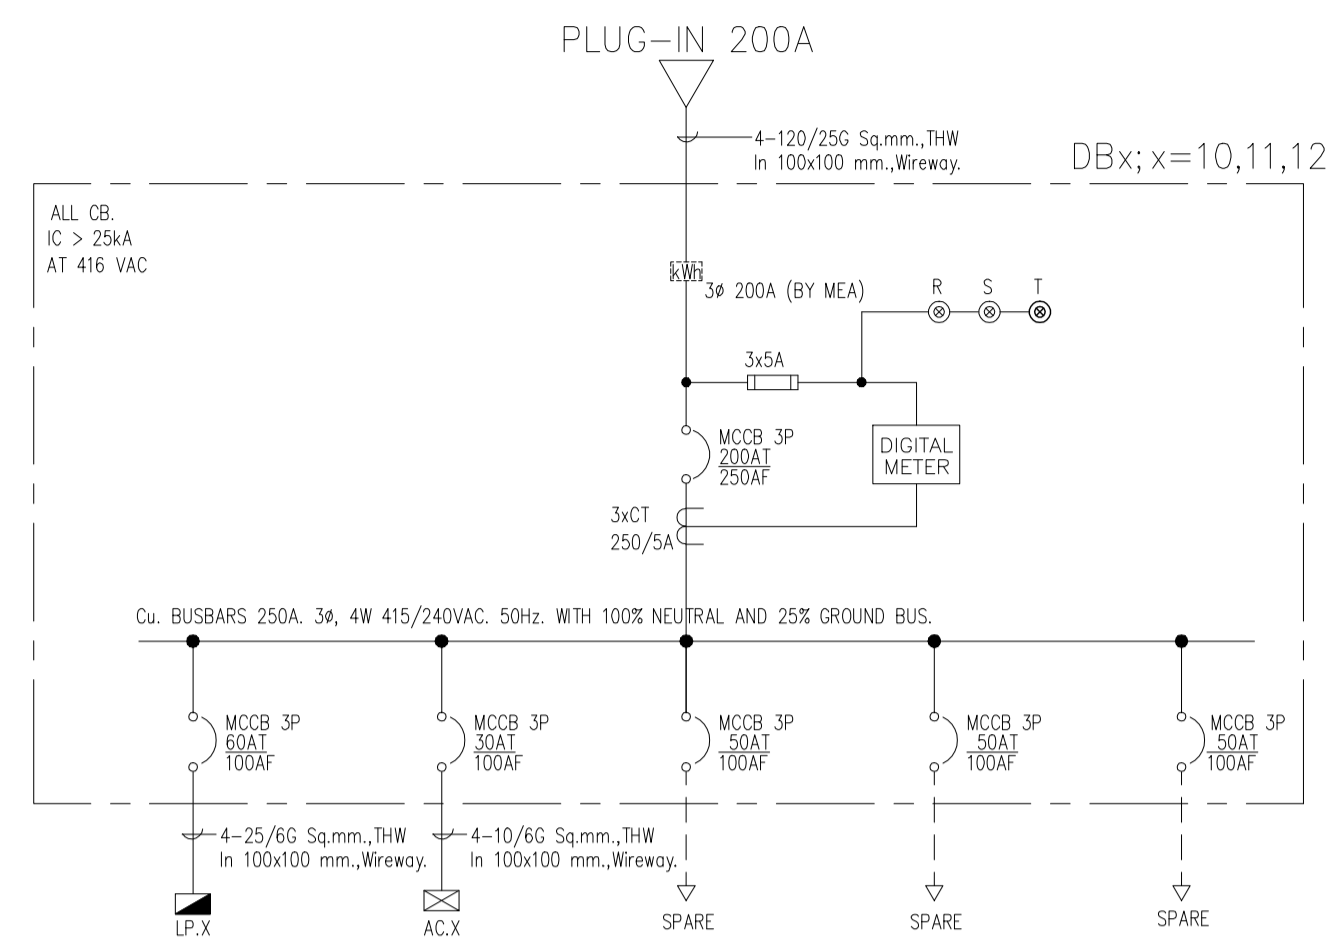 PLUG-IN 200A
4-120/25G Sq.mm.,THW
In 100x100 mm.,Wireway.
DBx; x=10,11,12
ALL CB.
IC > 25kA
AT 416 VAC
kWh
3ø 200A (BY MEA)
R S T
3x5A
MCCB 3P
200AT
250AF
DIGITAL
METER
3xCT
250/5A
Cu. BUSBARS 250A. 3ø, 4W 415/240VAC. 50Hz. WITH 100% NEUTRAL AND 25% GROUND BUS.
MCCB 3P
60AT
100AF
MCCB 3P
30AT
100AF
MCCB 3P
50AT
100AF
MCCB 3P
50AT
100AF
MCCB 3P
50AT
100AF
4-25/6G Sq.mm.,THW
In 100x100 mm.,Wireway.
4-10/6G Sq.mm.,THW
In 100x100 mm.,Wireway.
LP.X
AC.X
SPARE
SPARE
SPARE